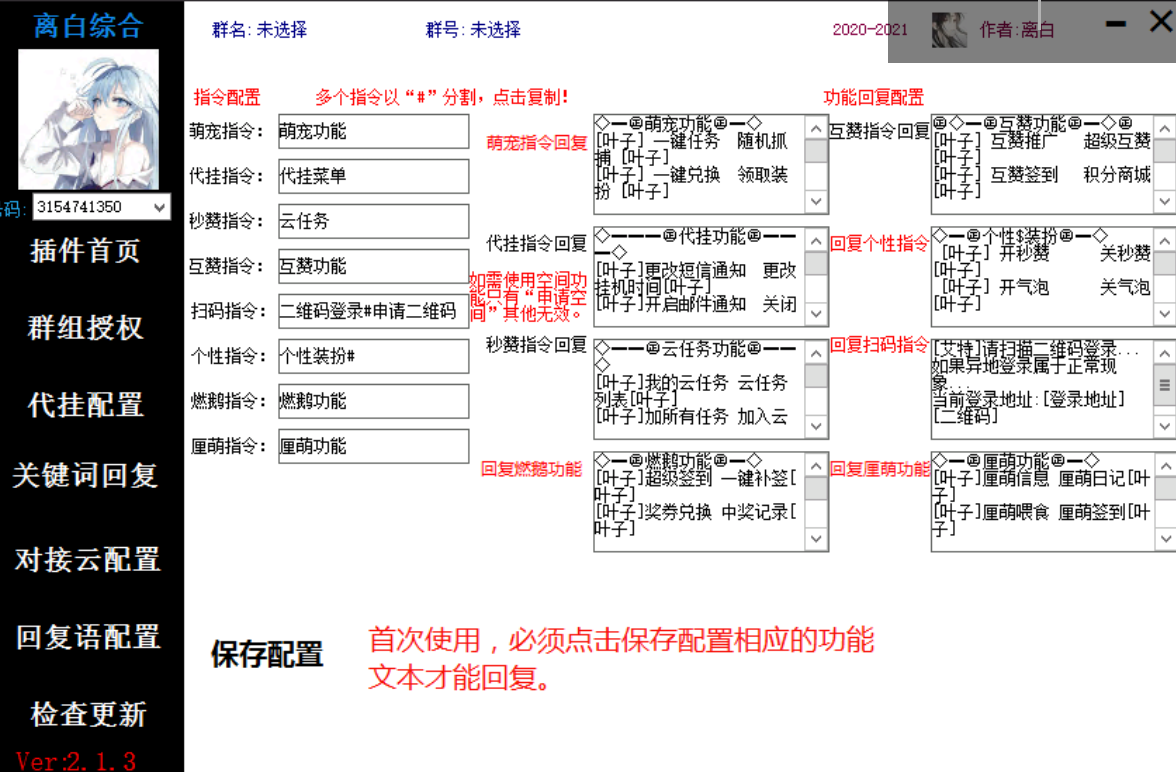 离白综合
群名: 未选择
群号: 未选择
2020-2021
作者:离白
3154741350
插件首页
群组授权
代挂配置
关键词回复
对接云配置
回复语配置
检查更新
Ver:2.1.3
指令配置
多个指令以“#”分割，点击复制!
功能回复配置
萌宠指令:
萌宠功能
代挂指令:
代挂菜单
秒赞指令:
云任务
互赞指令:
互赞功能
扫码指令:
二维码登录#申请二维码
个性指令:
个性装扮#
燃鹅指令:
燃鹅功能
厘萌指令:
厘萌功能
如需使用空间功
能只有“申请空
间”其他无效。
萌宠指令回复
萌宠功能
[叶子] 一键任务 随机抓
捕 [叶子]
[叶子] 一键兑换 领取装
扮 [叶子]
互赞指令回复
互赞功能
[叶子] 互赞推广 超级互赞
[叶子]
[叶子] 互赞签到 积分商城
[叶子]
代挂指令回复
代挂功能
[叶子]更改短信通知 更改
挂机时间[叶子]
[叶子]开启邮件通知 关闭
回复个性指令
个性$装扮
[叶子] 开秒赞 关秒赞
[叶子]
[叶子] 开气泡 关气泡
[叶子]
秒赞指令回复
云任务功能
[叶子]我的云任务 云任务
列表[叶子]
[叶子]加所有任务 加入云
回复扫码指令
[艾特]请扫描二维码登录...
如果异地登录属于正常现
象...
当前登录地址:[登录地址]
[二维码]
回复燃鹅功能
燃鹅功能
[叶子]超级签到 一键补签[
叶子]
[叶子]奖券兑换 中奖记录[
叶子]
回复厘萌功能
厘萌功能
[叶子]厘萌信息 厘萌日记[叶
子]
[叶子]厘萌喂食 厘萌签到[叶
子]
保存配置
首次使用，必须点击保存配置相应的功能
文本才能回复。